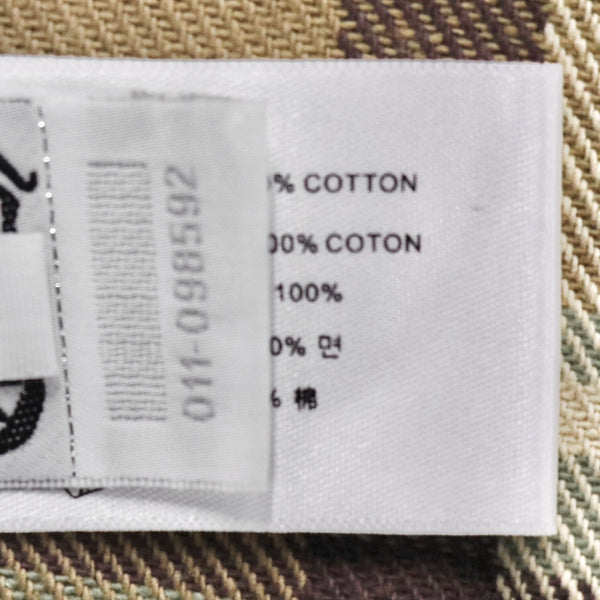 % COTTON
00% COTON
100%
0% 면
% 棉
011-098592